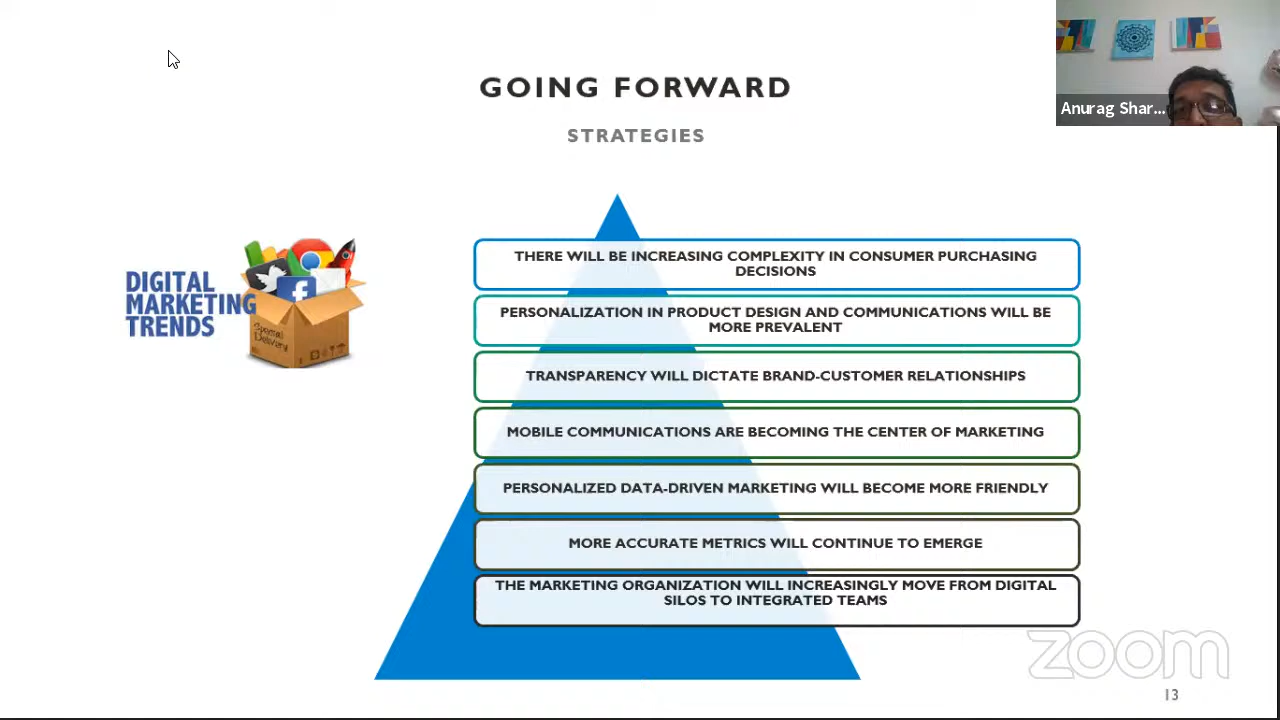 GOING FORWARD
STRATEGIES
Anurag Shar...
DIGITAL
MARKETING
TRENDS
Special
Delivery
THERE WILL BE INCREASING COMPLEXITY IN CONSUMER PURCHASING
DECISIONS
PERSONALIZATION IN PRODUCT DESIGN AND COMMUNICATIONS WILL BE
MORE PREVALENT
TRANSPARENCY WILL DICTATE BRAND-CUSTOMER RELATIONSHIPS
MOBILE COMMUNICATIONS ARE BECOMING THE CENTER OF MARKETING
PERSONALIZED DATA-DRIVEN MARKETING WILL BECOME MORE FRIENDLY
MORE ACCURATE METRICS WILL CONTINUE TO EMERGE
THE MARKETING ORGANIZATION WILL INCREASINGLY MOVE FROM DIGITAL
SILOS TO INTEGRATED TEAMS
zoom
13